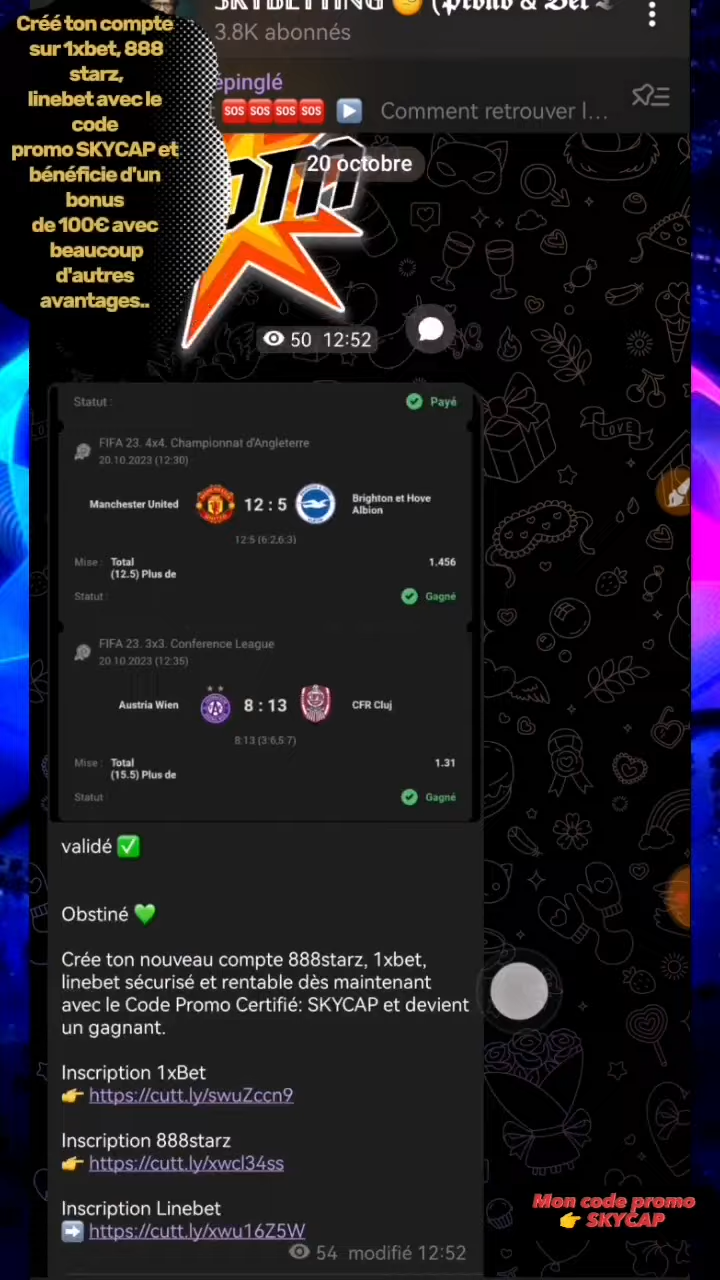 Créé ton compte
sur 1xbet, 888
starz,
linebet avec le
code
promo SKYCAP et
bénéficie d'un
bonus
de 100€ avec
beaucoup
d'autres
avantages..
SKYBETTING 🤑 (𝕻𝖗𝖔𝖓𝖔 & 𝕭𝖊𝖙
3.8K abonnés
épinglé
🆘🆘🆘🆘 ▶️ Comment retrouver l...
20 octobre
50 12:52
Statut : Payé
FIFA 23. 4x4. Championnat d'Angleterre
20.10.2023 (12:30)
Manchester United 12 : 5 Brighton et Hove
Albion
12:5 (6:2,6:3)
Mise : Total 1.456
(12.5) Plus de
Statut : Gagné
FIFA 23. 3x3. Conference League
20.10.2023 (12:35)
Austria Wien 8 : 13 CFR Cluj
8:13 (3:6,5:7)
Mise : Total 1.31
(15.5) Plus de
Statut : Gagné
validé ✅
Obstiné 💚
Crée ton nouveau compte 888starz, 1xbet,
linebet sécurisé et rentable dès maintenant
avec le Code Promo Certifié: SKYCAP et devient
un gagnant.
Inscription 1xBet
👉 https://cutt.ly/swuZccn9
Inscription 888starz
👉 https://cutt.ly/xwcl34ss
Inscription Linebet
➡️ https://cutt.ly/xwu16Z5W
54 modifié 12:52
LOVE
Mon code promo
👉 SKYCAP